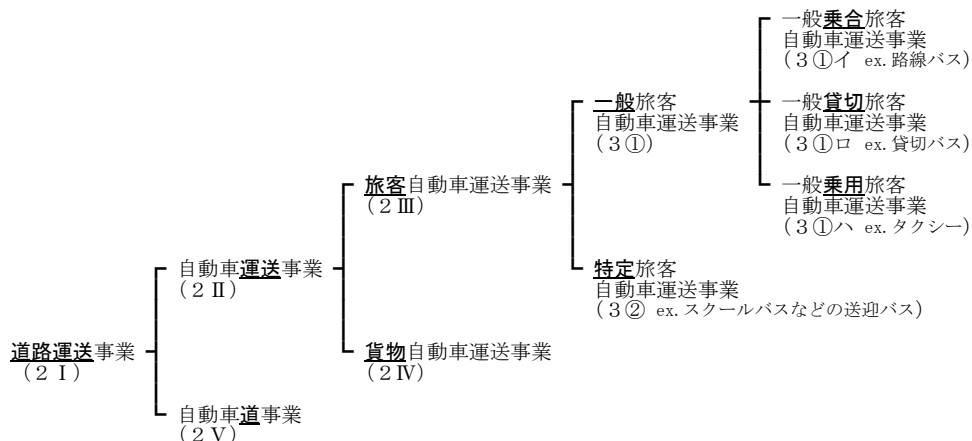 一般乗合旅客
自動車運送事業
(3①イ ex.路線バス)
一般旅客
自動車運送事業
(3①)
一般貸切旅客
自動車運送事業
(3①ロ ex.貸切バス)
旅客自動車運送事業
(2Ⅲ)
一般乗用旅客
自動車運送事業
(3①ハ ex.タクシー)
自動車運送事業
(2Ⅱ)
特定旅客
自動車運送事業
(3② ex.スクールバスなどの送迎バス)
道路運送事業
(2Ⅰ)
貨物自動車運送事業
(2Ⅳ)
自動車道事業
(2Ⅴ)